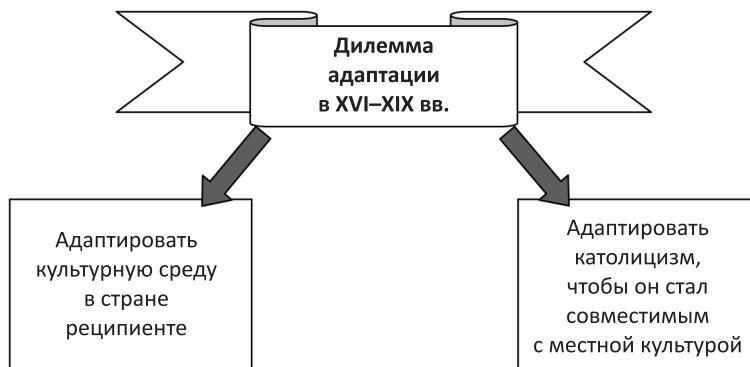 Дилемма
адаптации
в XVI–XIX вв.
Адаптировать
культурную среду
в стране
реципиенте
Адаптировать
католицизм,
чтобы он стал
совместимым
с местной культурой